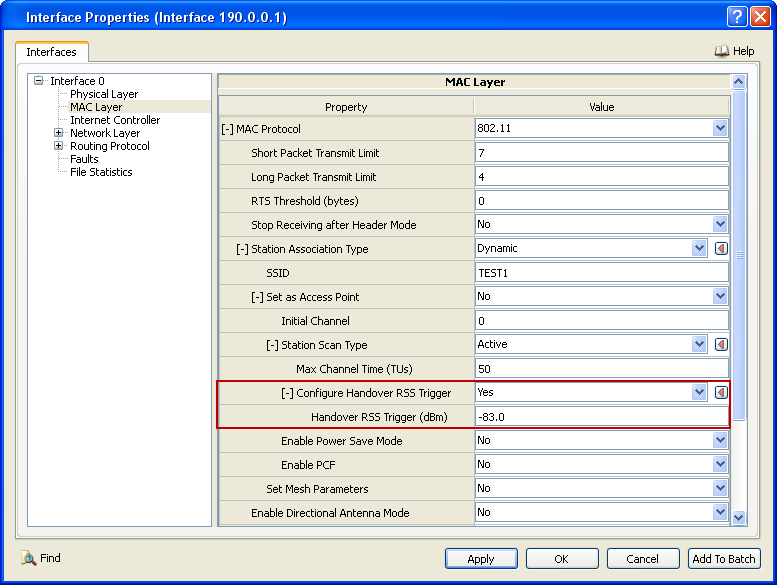 Interface Properties (Interface 190.0.0.1)
Interfaces
Help
Interface 0
Physical Layer
MAC Layer
Internet Controller
Network Layer
Routing Protocol
Faults
File Statistics
MAC Layer
Property Value
[-] MAC Protocol 802.11
Short Packet Transmit Limit 7
Long Packet Transmit Limit 4
RTS Threshold (bytes) 0
Stop Receiving after Header Mode No
[-] Station Association Type Dynamic
SSID TEST1
[-] Set as Access Point No
Initial Channel 0
[-] Station Scan Type Active
Max Channel Time (TUs) 50
[-] Configure Handover RSS Trigger Yes
Handover RSS Trigger (dBm) -83.0
Enable Power Save Mode No
Enable PCF No
Set Mesh Parameters No
Enable Directional Antenna Mode No
Find
Apply OK Cancel Add To Batch